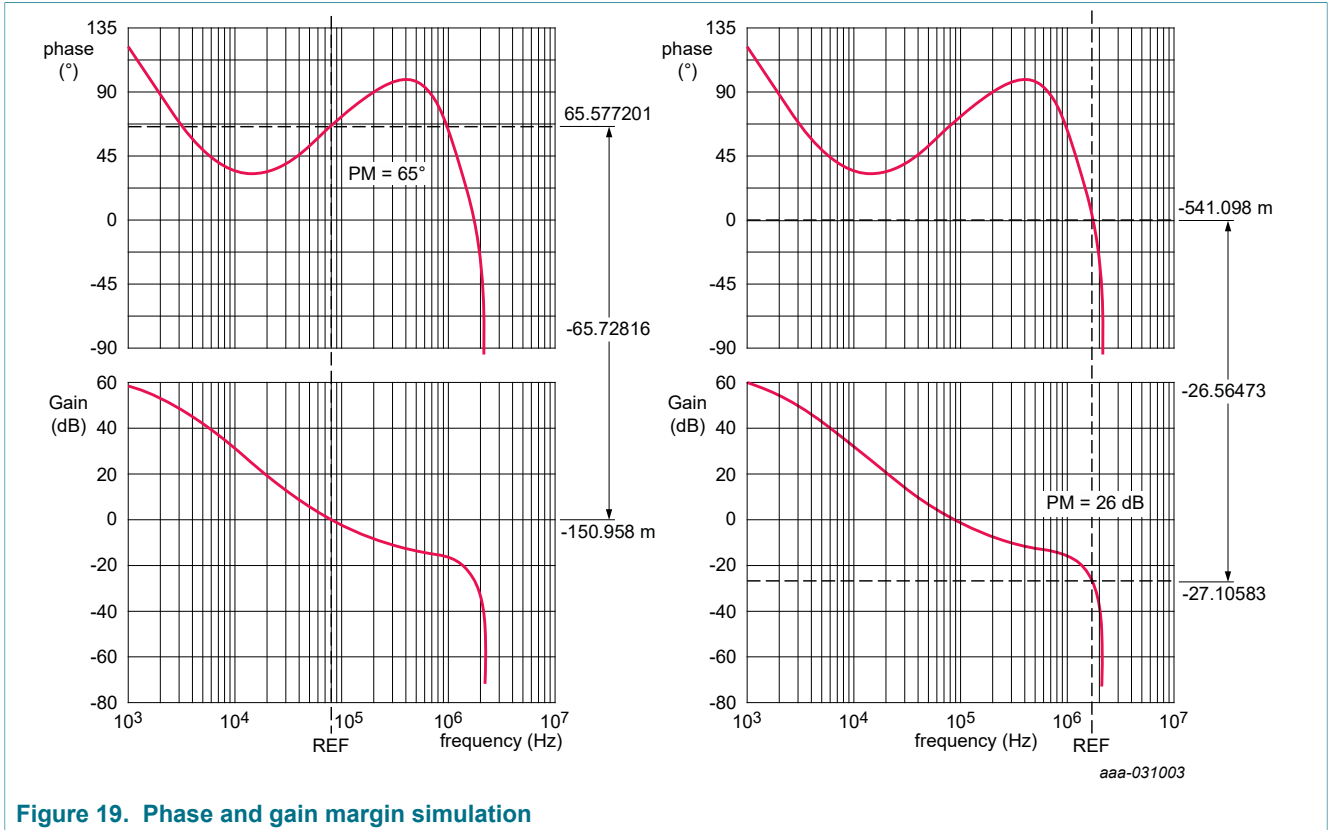 135
90
45
0
-45
-90
phase
(°)
PM = 65°
65.577201
-65.72816
-150.958 m
60
40
20
0
-20
-40
-60
-80
Gain
(dB)
10³ 10⁴ 10⁵ 10⁶ 10⁷
REF
frequency (Hz)
135
90
45
0
-45
-90
phase
(°)
-541.098 m
-26.56473
-27.10583
60
40
20
0
-20
-40
-60
-80
Gain
(dB)
PM = 26 dB
10³ 10⁴ 10⁵ 10⁶ 10⁷
frequency (Hz)
REF
aaa-031003
Figure 19. Phase and gain margin simulation